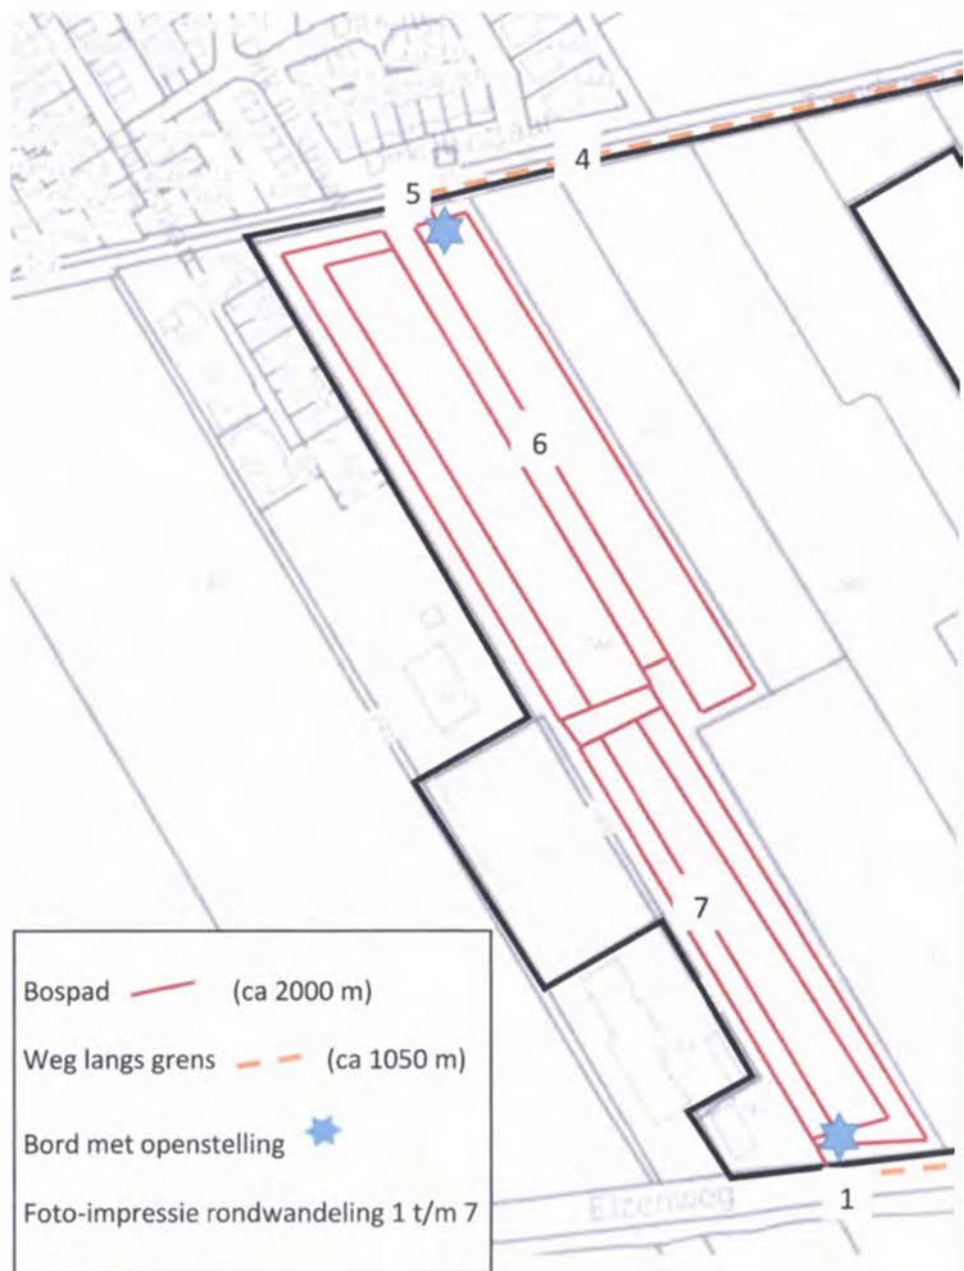 4
5
6
7
Bospad (ca 2000 m)
Weg langs grens (ca 1050 m)
Bord met openstelling
Foto-impressie rondwandeling 1 t/m 7
Elzenweg
1